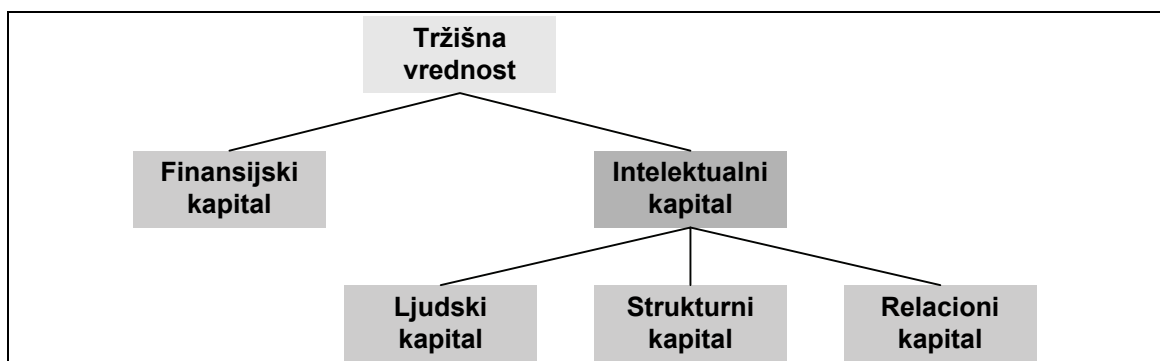 Tržišna
vrednost
Finansijski
kapital
Intelektualni
kapital
Ljudski
kapital
Strukturni
kapital
Relacioni
kapital